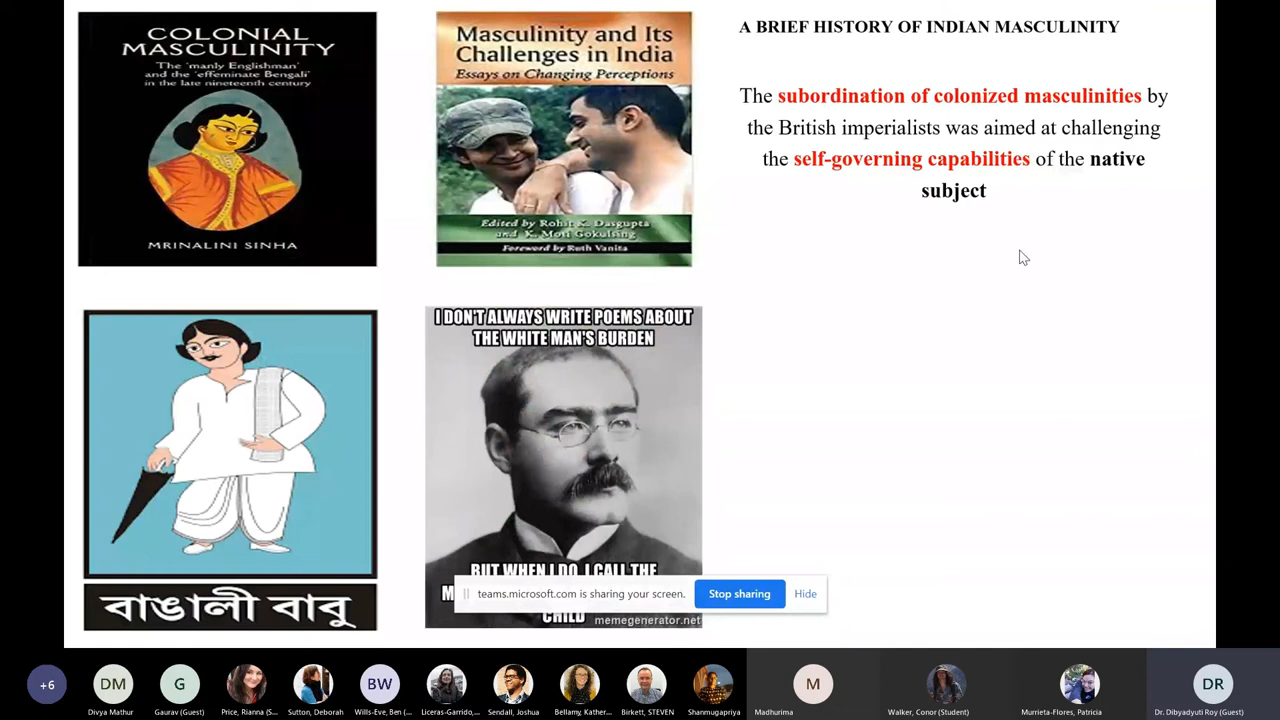 COLONIAL
MASCULINITY
The 'manly Englishman'
and the 'effeminate Bengali'
in the late nineteenth century
MRINALINI SINHA
Masculinity and Its
Challenges in India
Essays on Changing Perceptions
Edited by Rohit K. Dasgupta
and K. Moti Gokulsing
Foreword by Ruth Vanita
A BRIEF HISTORY OF INDIAN MASCULINITY
The subordination of colonized masculinities by
the British imperialists was aimed at challenging
the self-governing capabilities of the native
subject
বাঙালী বাবু
I DON'T ALWAYS WRITE POEMS ABOUT
THE WHITE MAN'S BURDEN
BUT WHEN I DO, I CALL THE
CHILD
memegenerator.net
teams.microsoft.com is sharing your screen.
Stop sharing
Hide
+6
DM
G
BW
M
DR
Divya Mathur
Gaurav (Guest)
Price, Rianna (S...
Sutton, Deborah
Wills-Eve, Ben (...
Liceras-Garrido,...
Sendall, Joshua
Bellamy, Kather...
Birkett, STEVEN
Shanmugapriya
Madhurima
Walker, Conor (Student)
Murrieta-Flores, Patricia
Dr. Dibyadyuti Roy (Guest)